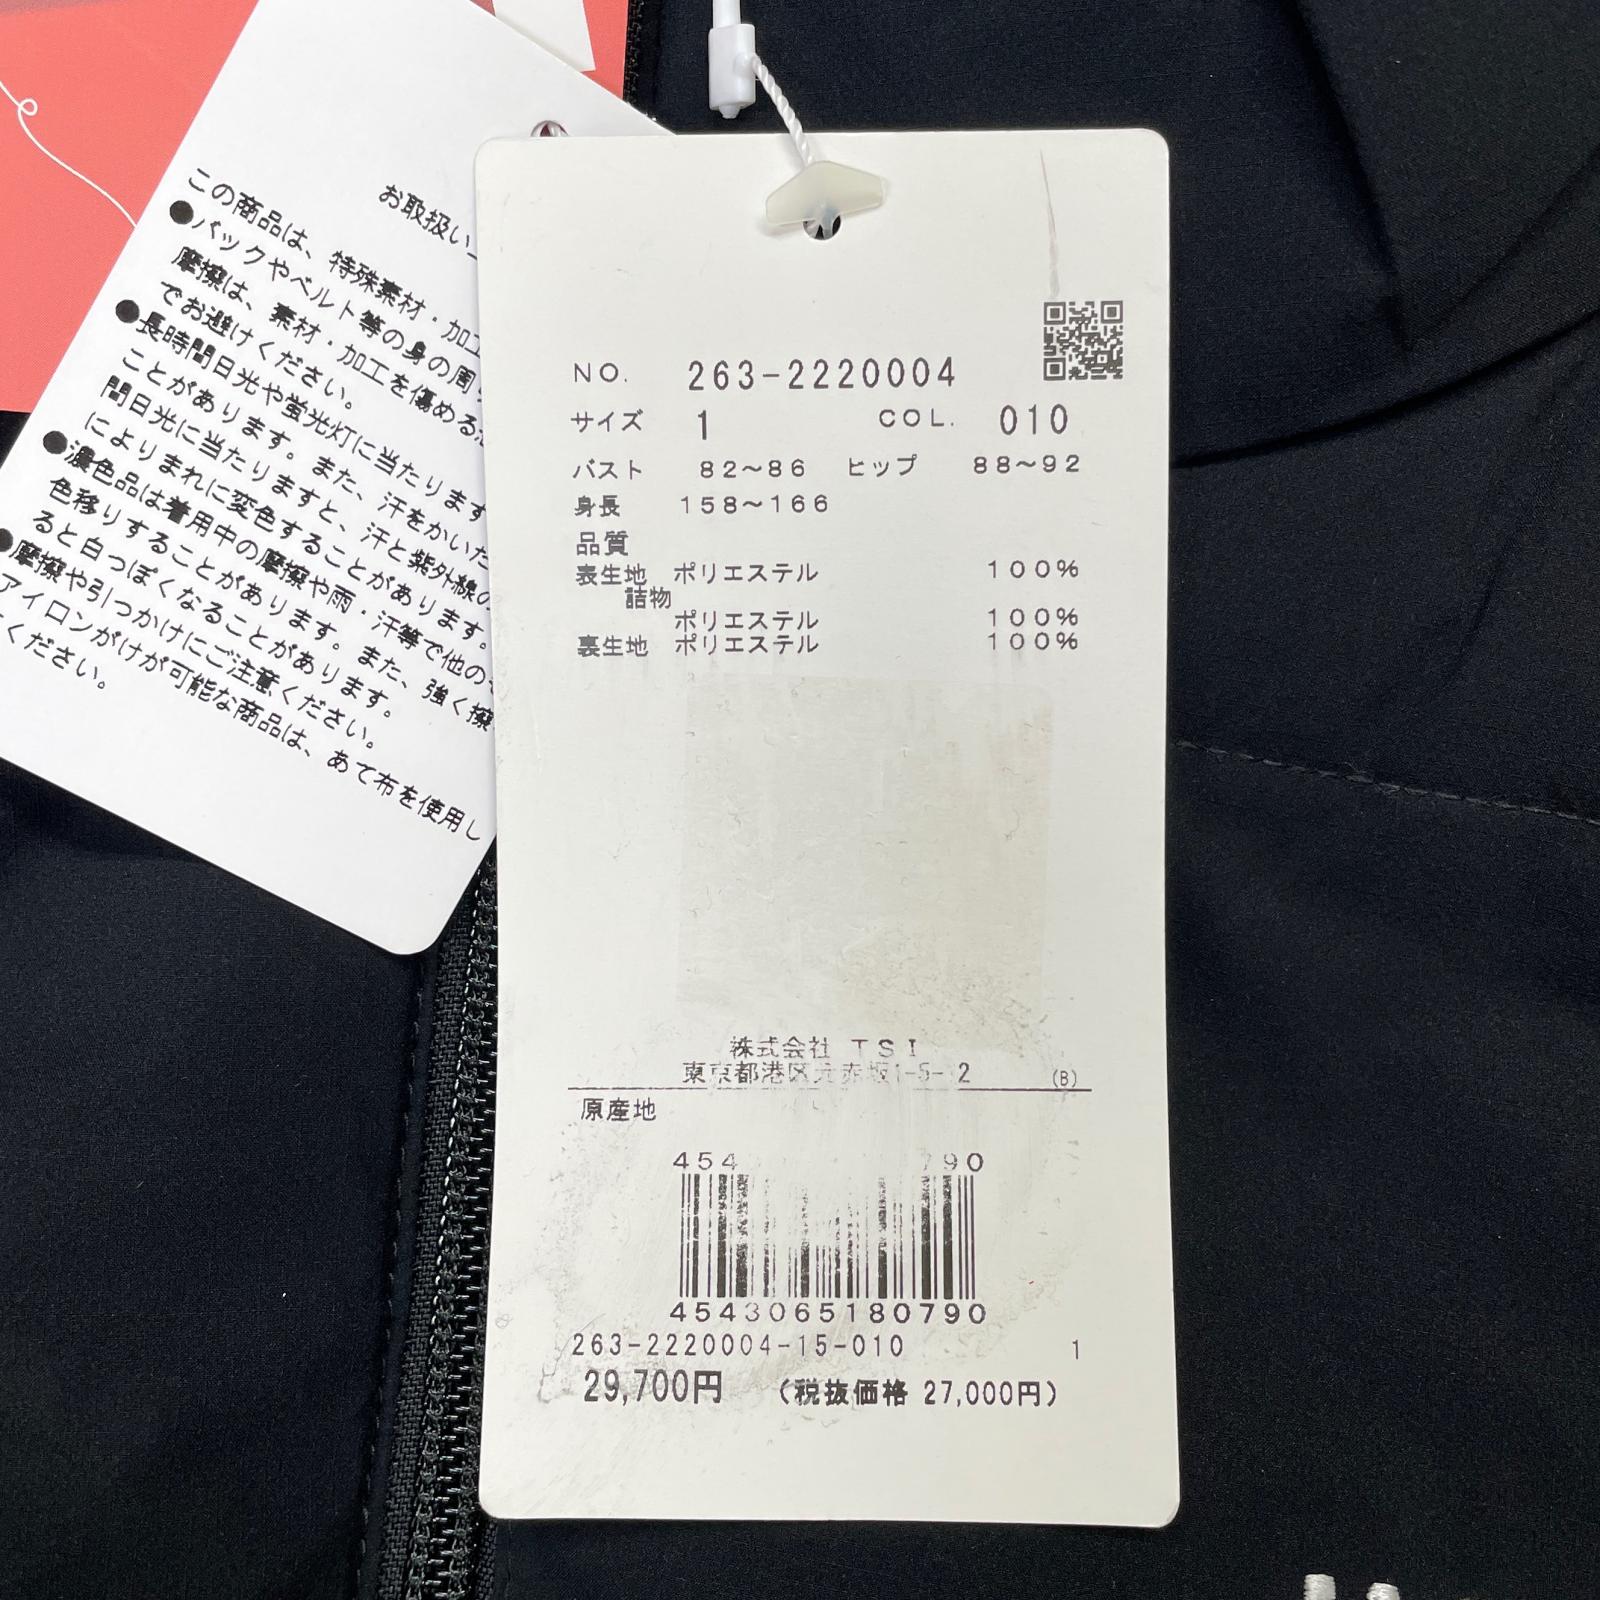 お取扱い上
この商品は、特殊素材・加工
●バックやベルト等の身の周り
摩擦は、素材・加工を傷める
でお避けください。
●長時間日光や蛍光灯に当たります
ことがあります。また、汗をかいた
間日光に当たりますと、汗と紫外線の
によりまれに変色することがあります。
●濃色品は着用中の摩擦や雨・汗等で他の
色移りすることがあります。また、強く擦
ると白っぽくなることがあります。
●摩擦や引っかけにご注意ください。
アイロンがけが可能な商品は、あて布を使用し
てください。
NO. 263-2220004
サイズ 1 COL. 010
バスト 82～86 ヒップ 88～92
身長 158～166
品質
表生地 ポリエステル 100%
詰物
ポリエステル 100%
裏生地 ポリエステル 100%
株式会社 TSI
東京都港区元赤坂1-5-12 (B)
原産地
454 790
4543065180790
263-2220004-15-010 1
29,700円 (税抜価格 27,000円)